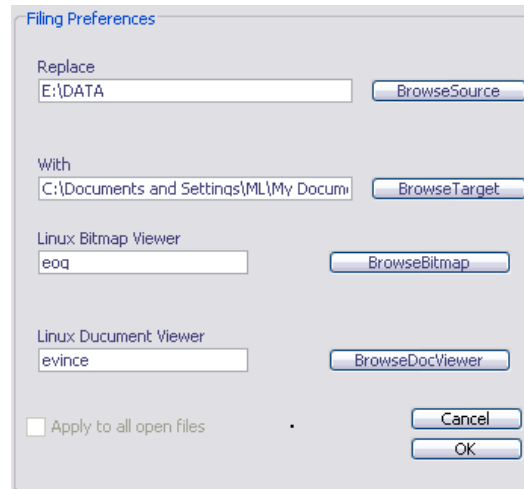 Filing Preferences
Replace
E:\DATA
BrowseSource
With
C:\Documents and Settings\ML\My Docum
BrowseTarget
Linux Bitmap Viewer
eog
BrowseBitmap
Linux Ducument Viewer
evince
BrowseDocViewer
Apply to all open files
Cancel
OK